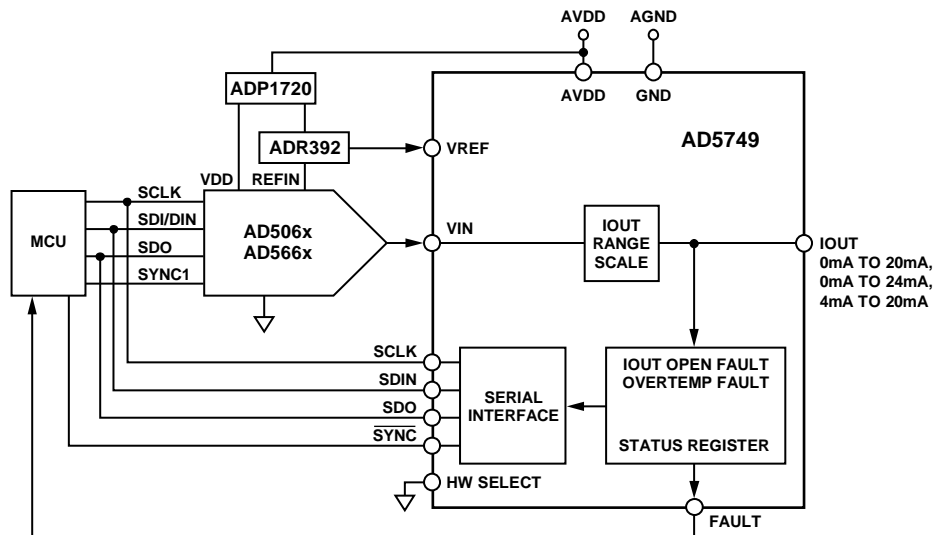 AVDD AGND
ADP1720
AVDD GND
AD5749
ADR392
VREF
VDD REFIN
SCLK
SDI/DIN
SDO
SYNC1
MCU
AD506x
AD566x
VIN
IOUT
RANGE
SCALE
IOUT
0mA TO 20mA,
0mA TO 24mA,
4mA TO 20mA
SCLK
SDIN
SDO
SYNC
SERIAL
INTERFACE
IOUT OPEN FAULT
OVERTEMP FAULT
STATUS REGISTER
HW SELECT
FAULT